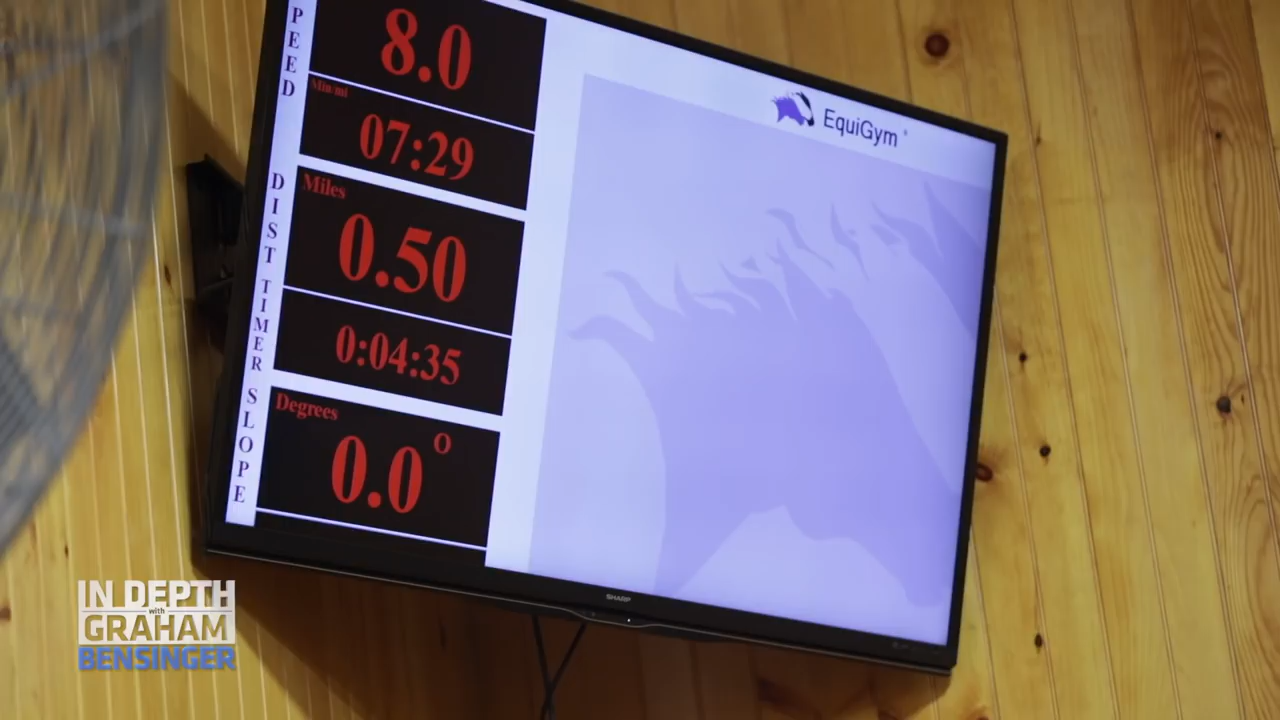 PEED
8.0
Min/mi
07:29
DIST
Miles
0.50
TIMER
0:04:35
SLOPE
Degrees
0.0°
EquiGym
SHARP
IN DEPTH
with
GRAHAM
BENSINGER